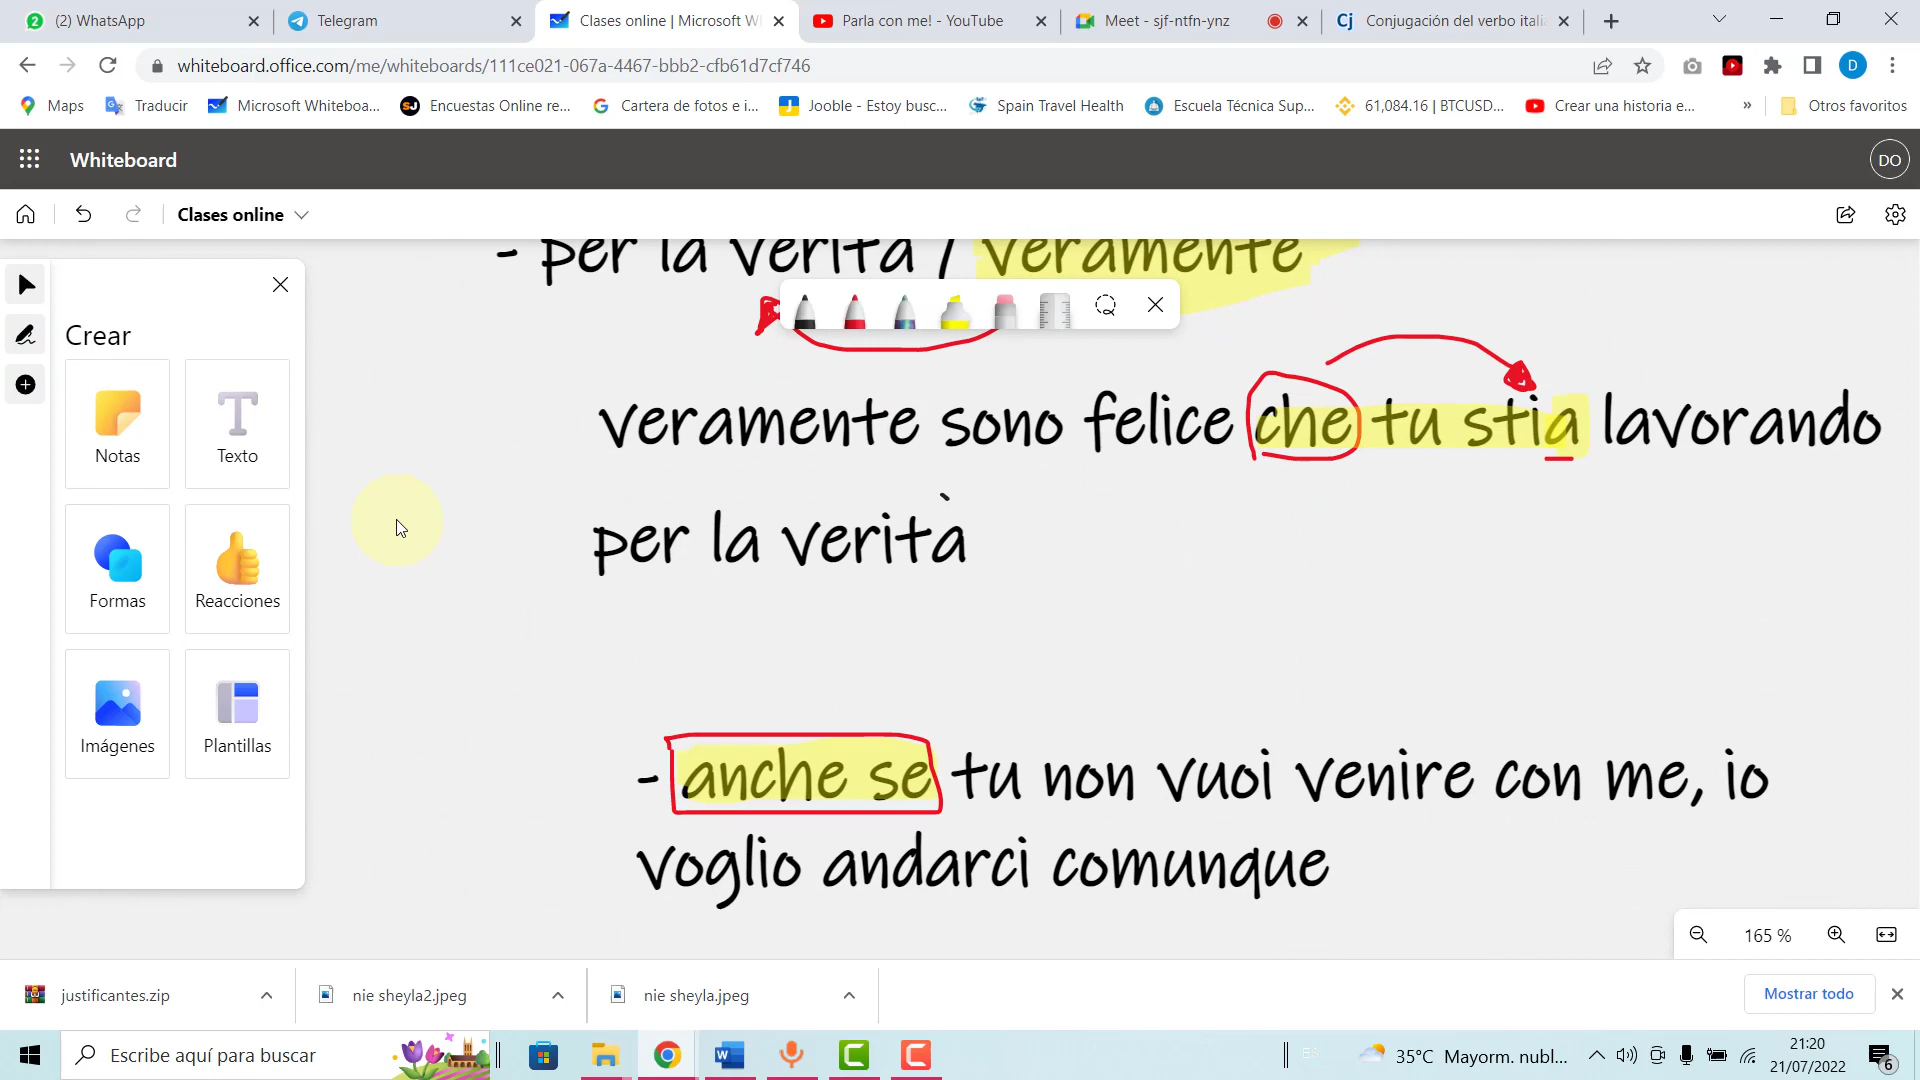 (2) WhatsApp
Telegram
Clases online | Microsoft W
Parla con me! - YouTube
Meet - sjf-ntfn-ynz
Cj Conjugación del verbo itali
whiteboard.office.com/me/whiteboards/111ce021-067a-4467-bbb2-cfb61d7cf746
D
Maps
Traducir
Microsoft Whiteboa...
SJ Encuestas Online re...
Cartera de fotos e i...
Jooble - Estoy busc...
Spain Travel Health
Escuela Técnica Sup...
61,084.16 | BTCUSD...
Crear una historia e...
»
Otros favoritos
Whiteboard
DO
Clases online
- per la verità / veramente
veramente sono felice che tu stia lavorando
per la verità
- anche se tu non vuoi venire con me, io
voglio andarci comunque
Crear
Notas
Texto
Formas
Reacciones
Imágenes
Plantillas
165 %
justificantes.zip
nie sheyla2.jpeg
nie sheyla.jpeg
Mostrar todo
Escribe aquí para buscar
35°C Mayorm. nubl...
21:20
21/07/2022
6